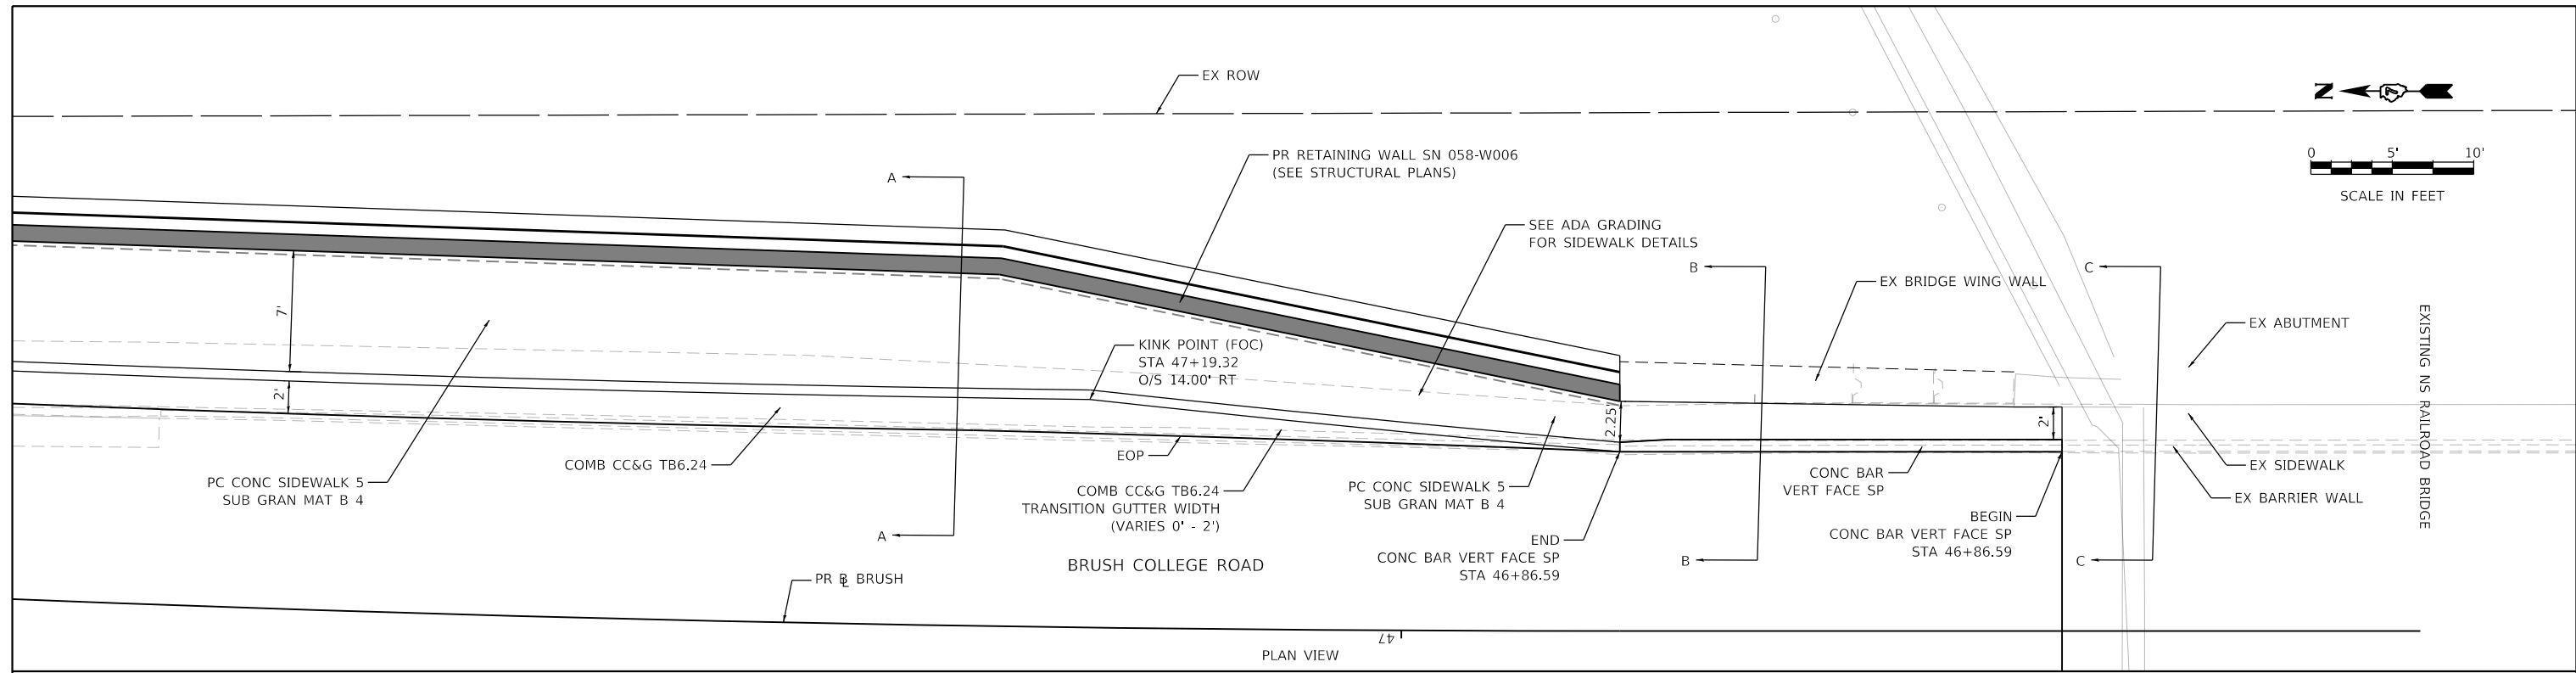 EX ROW
N
0 5' 10'
SCALE IN FEET
PR RETAINING WALL SN 058-W006
(SEE STRUCTURAL PLANS)
A
SEE ADA GRADING
FOR SIDEWALK DETAILS
B
EX BRIDGE WING WALL
C
EX ABUTMENT
EXISTING NS RAILROAD BRIDGE
7'
KINK POINT (FOC)
STA 47+19.32
O/S 14.00' RT
2'
2.25'
2'
PC CONC SIDEWALK 5
SUB GRAN MAT B 4
COMB CC&G TB6.24
EOP
COMB CC&G TB6.24
TRANSITION GUTTER WIDTH
(VARIES 0' - 2')
PC CONC SIDEWALK 5
SUB GRAN MAT B 4
CONC BAR
VERT FACE SP
EX SIDEWALK
EX BARRIER WALL
A
END
CONC BAR VERT FACE SP
STA 46+86.59
B
BEGIN
CONC BAR VERT FACE SP
STA 46+86.59
C
BRUSH COLLEGE ROAD
PR BL BRUSH
47
PLAN VIEW